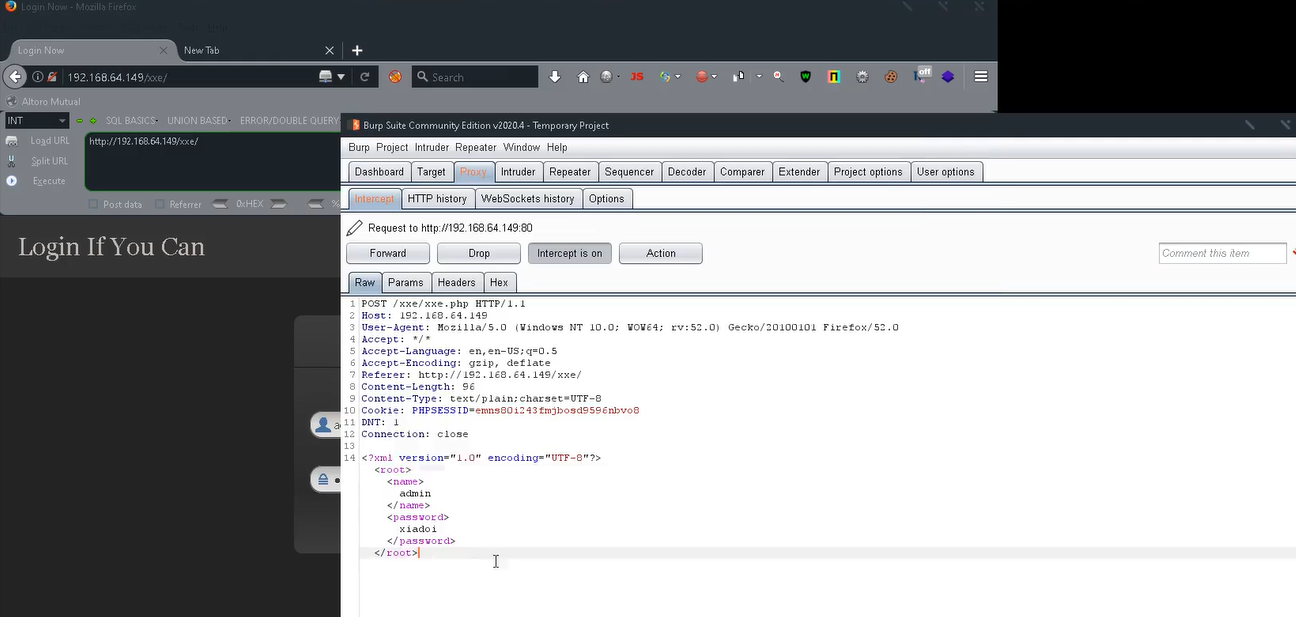 Login Now - Mozilla Firefox
Login Now
New Tab
192.168.64.149/xxe/
Search
JS
off
Altoro Mutual
INT
SQL BASICS
UNION BASED
ERROR/DOUBLE QUERY
Load URL
http://192.168.64.149/xxe/
Split URL
Execute
Post data
Referrer
0xHEX
%
Login If You Can
Burp Suite Community Edition v2020.4 - Temporary Project
Burp Project Intruder Repeater Window Help
Dashboard Target Proxy Intruder Repeater Sequencer Decoder Comparer Extender Project options User options
Intercept HTTP history WebSockets history Options
Request to http://192.168.64.149:80
Forward Drop Intercept is on Action Comment this item
Raw Params Headers Hex
1 POST /xxe/xxe.php HTTP/1.1
2 Host: 192.168.64.149
3 User-Agent: Mozilla/5.0 (Windows NT 10.0; WOW64; rv:52.0) Gecko/20100101 Firefox/52.0
4 Accept: */*
5 Accept-Language: en,en-US;q=0.5
6 Accept-Encoding: gzip, deflate
7 Referer: http://192.168.64.149/xxe/
8 Content-Length: 96
9 Content-Type: text/plain;charset=UTF-8
10 Cookie: PHPSESSID=emns80i243fmjbosd9596nbvo8
11 DNT: 1
12 Connection: close
13
14 <?xml version="1.0" encoding="UTF-8"?>
<root>
<name>
admin
</name>
<password>
xiadoi
</password>
</root>